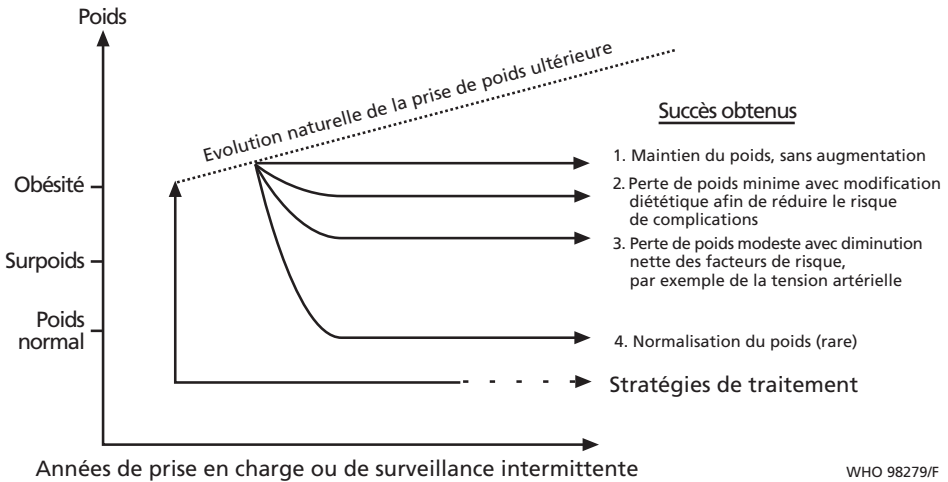 Poids
Evolution naturelle de la prise de poids ultérieure
Succès obtenus
Obésité
Surpoids
Poids
normal
1. Maintien du poids, sans augmentation
2. Perte de poids minime avec modification
diététique afin de réduire le risque
de complications
3. Perte de poids modeste avec diminution
nette des facteurs de risque,
par exemple de la tension artérielle
4. Normalisation du poids (rare)
Stratégies de traitement
Années de prise en charge ou de surveillance intermittente
WHO 98279/F